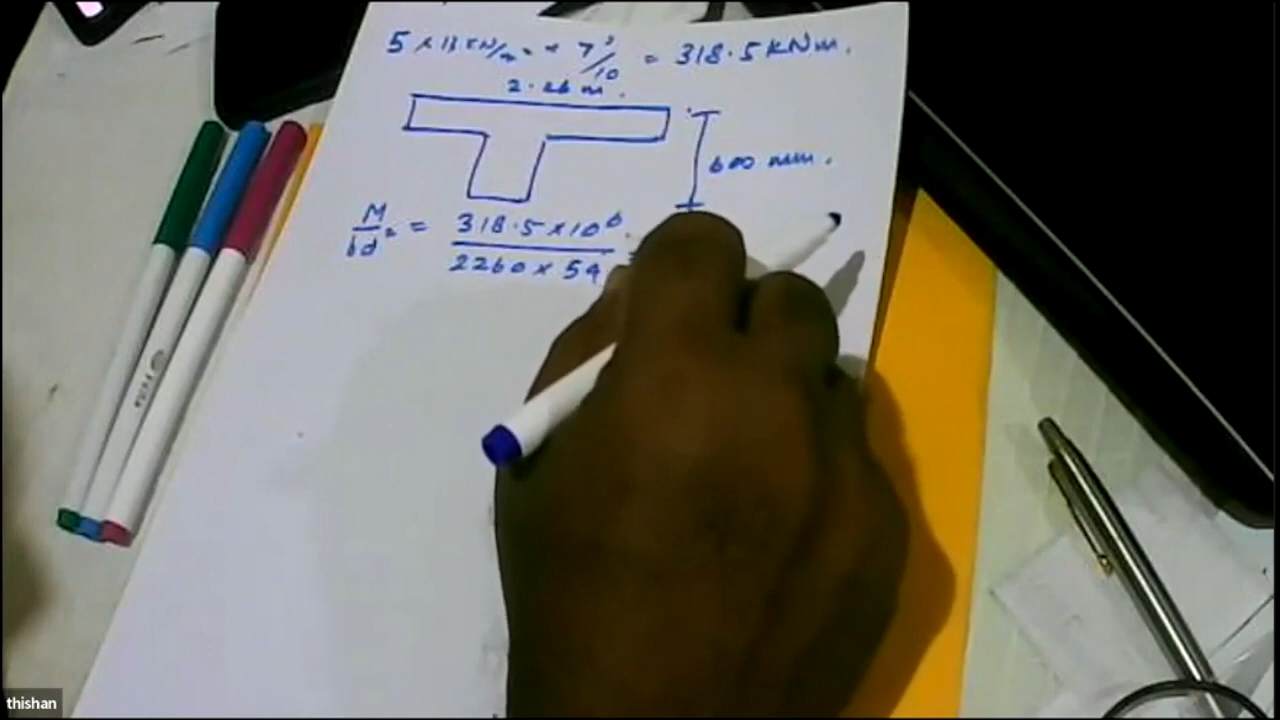 5 × 13 kN/m² × 7²/10 = 318.5 kNm.
2.26 m.
600 mm.
M/bd² = 318.5×10⁶ / 2260 × 54
thishan